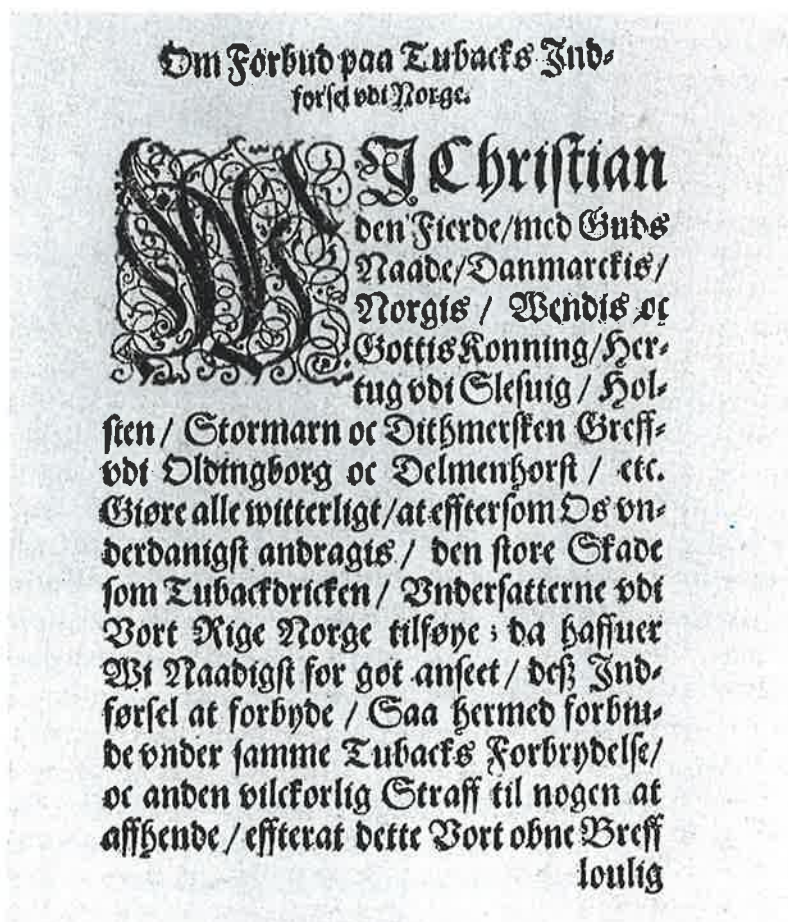 Om Forbud paa Tubacks Ind⸗
forsel vdi Norge.
WJ Christian
den Fierde/med Guds
Naade/Danmarckis/
Norgis / Wendis oc
Gottis Konning/Her⸗
tug vdi Slesuig / Hol⸗
sten / Stormarn oc Dithmersken Greff⸗
vdi Oldingborg oc Delmenhorst / etc.
Giøre alle witterligt/at efftersom Os vn⸗
derdanigst andragis / den store Skade
som Tubackdricken / Vndersatterne vdi
Vort Rige Norge tilføye ; da haffuer
Wi Naadigst for got anseet / deß Ind⸗
førsel at forbyde / Saa hermed forbiu⸗
de vnder samme Tubacks Forbrydelse/
oc anden vilckorlig Straff til nogen at
affhende / effterat dette Vort obne Breff
loulig